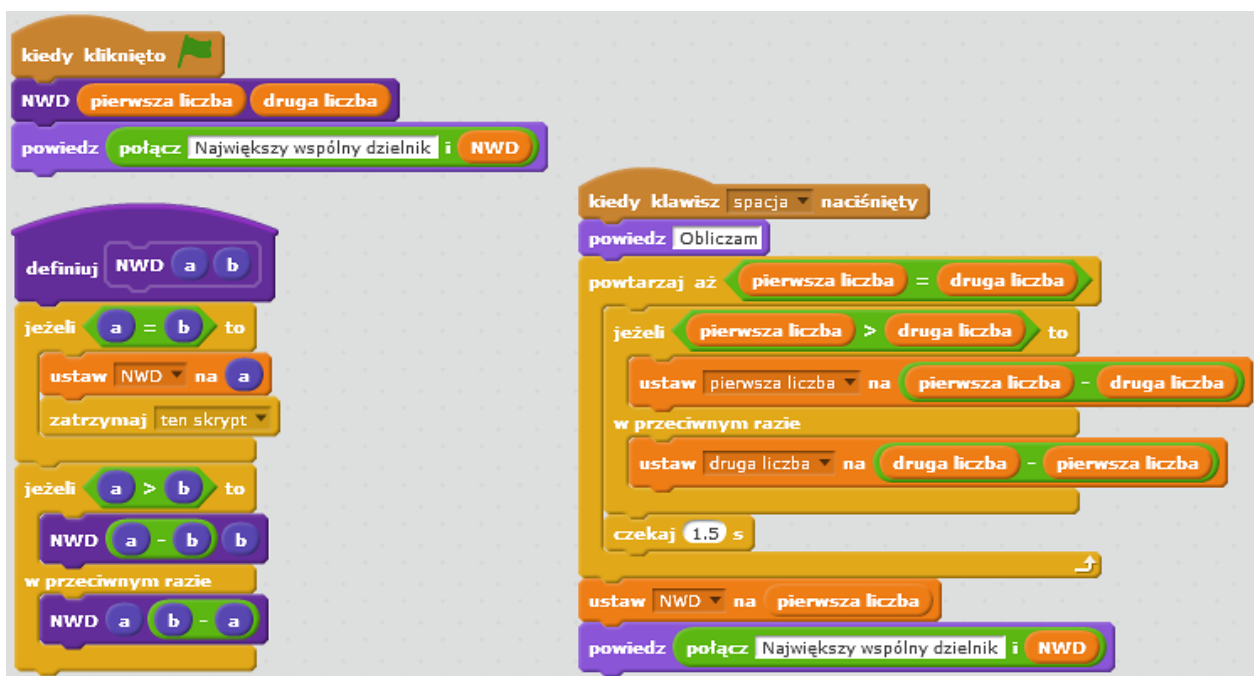 kiedy kliknięto
NWD pierwsza liczba druga liczba
powiedz połącz Największy wspólny dzielnik i NWD
definiuj NWD a b
jeżeli a = b to
ustaw NWD na a
zatrzymaj ten skrypt
jeżeli a > b to
NWD a - b b
w przeciwnym razie
NWD a b - a
kiedy klawisz spacja naciśnięty
powiedz Obliczam
powtarzaj aż pierwsza liczba = druga liczba
jeżeli pierwsza liczba > druga liczba to
ustaw pierwsza liczba na pierwsza liczba - druga liczba
w przeciwnym razie
ustaw druga liczba na druga liczba - pierwsza liczba
czekaj 1.5 s
ustaw NWD na pierwsza liczba
powiedz połącz Największy wspólny dzielnik i NWD